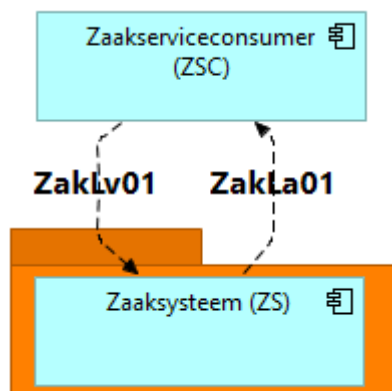 Zaakserviceconsumer
(ZSC)
ZakLv01
ZakLa01
Zaaksysteem (ZS)